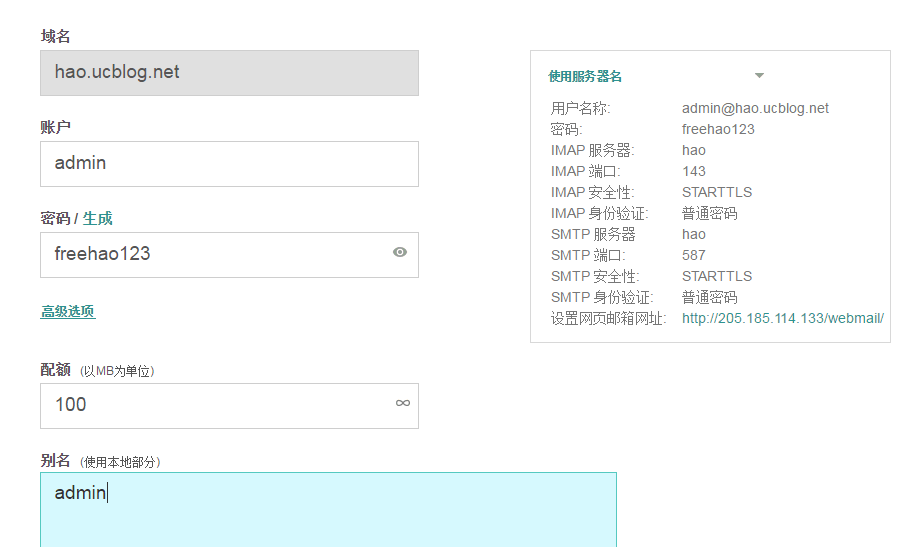 域名
hao.ucblog.net
账户
admin
密码 / 生成
freehao123
高级选项
配额 (以MB为单位)
100
别名 (使用本地部分)
admin
使用服务器名
用户名称: admin@hao.ucblog.net
密码: freehao123
IMAP 服务器: hao
IMAP 端口: 143
IMAP 安全性: STARTTLS
IMAP 身份验证: 普通密码
SMTP 服务器 hao
SMTP 端口: 587
SMTP 安全性: STARTTLS
SMTP 身份验证: 普通密码
设置网页邮箱网址: http://205.185.114.133/webmail/